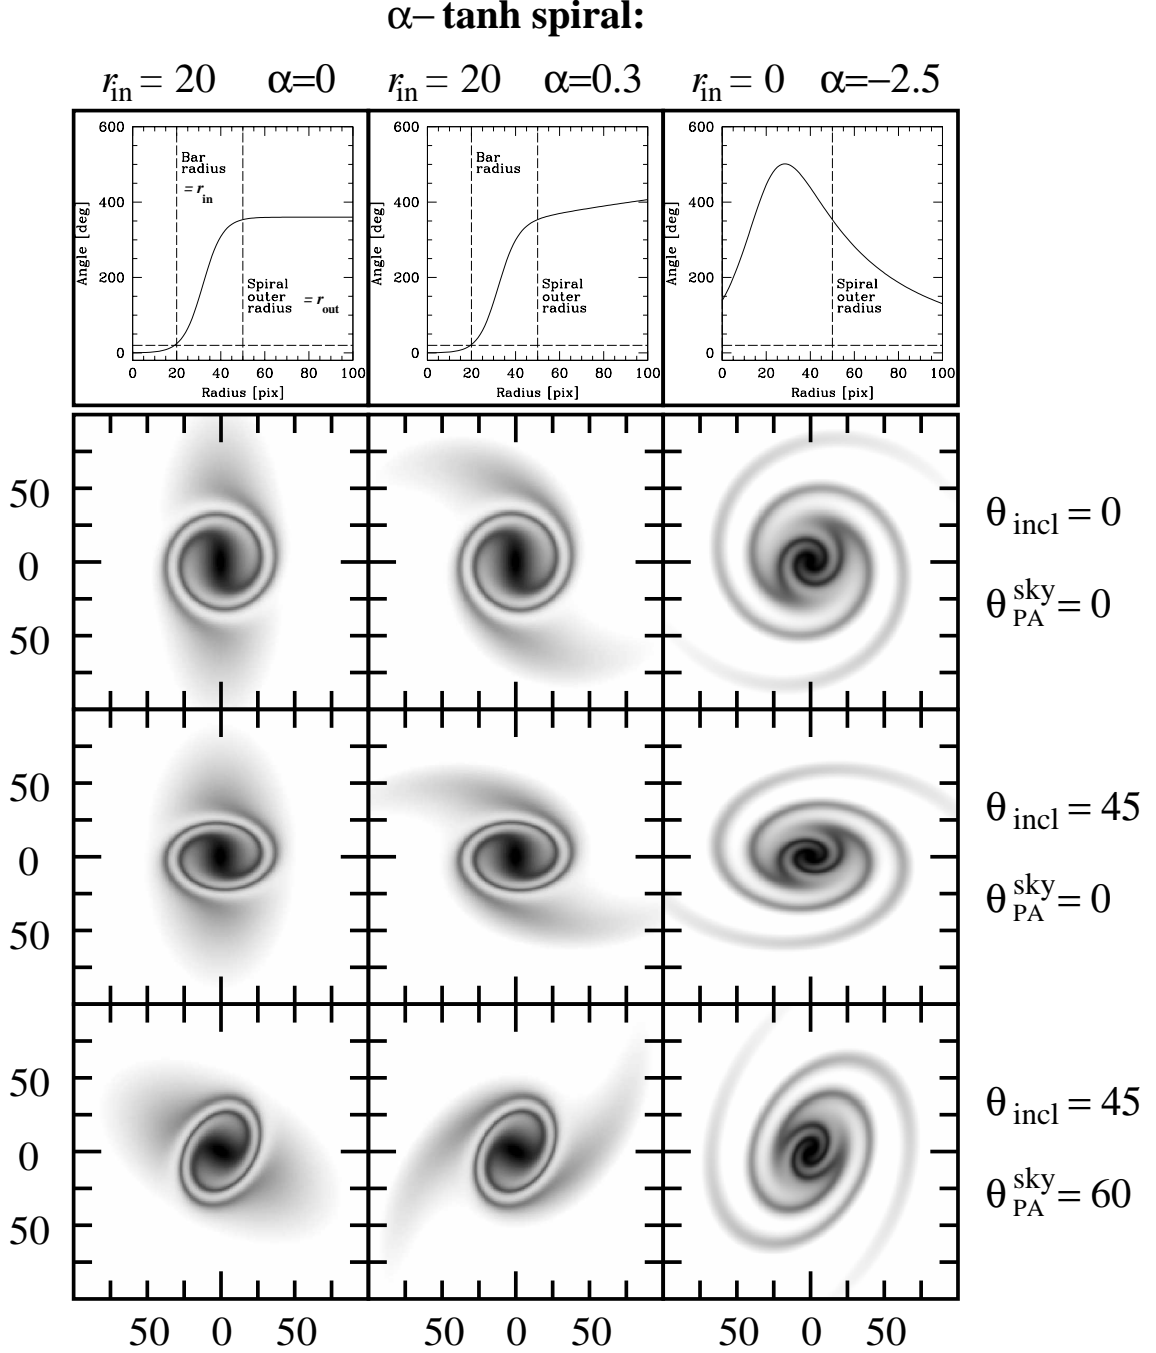 α– tanh spiral:
r_in = 20 α=0
r_in = 20 α=0.3
r_in = 0 α=−2.5
600
400
200
0
Angle [deg]
Bar
radius
= r_in
Spiral
outer
radius
= r_out
0 20 40 60 80 100
Radius [pix]
600
400
200
0
Angle [deg]
Bar
radius
Spiral
outer
radius
0 20 40 60 80 100
Radius [pix]
600
400
200
0
Angle [deg]
Spiral
outer
radius
0 20 40 60 80 100
Radius [pix]
50
0
50
θ_incl = 0
θ_PA^sky = 0
50
0
50
θ_incl = 45
θ_PA^sky = 0
50
0
50
θ_incl = 45
θ_PA^sky = 60
50 0 50
50 0 50
50 0 50